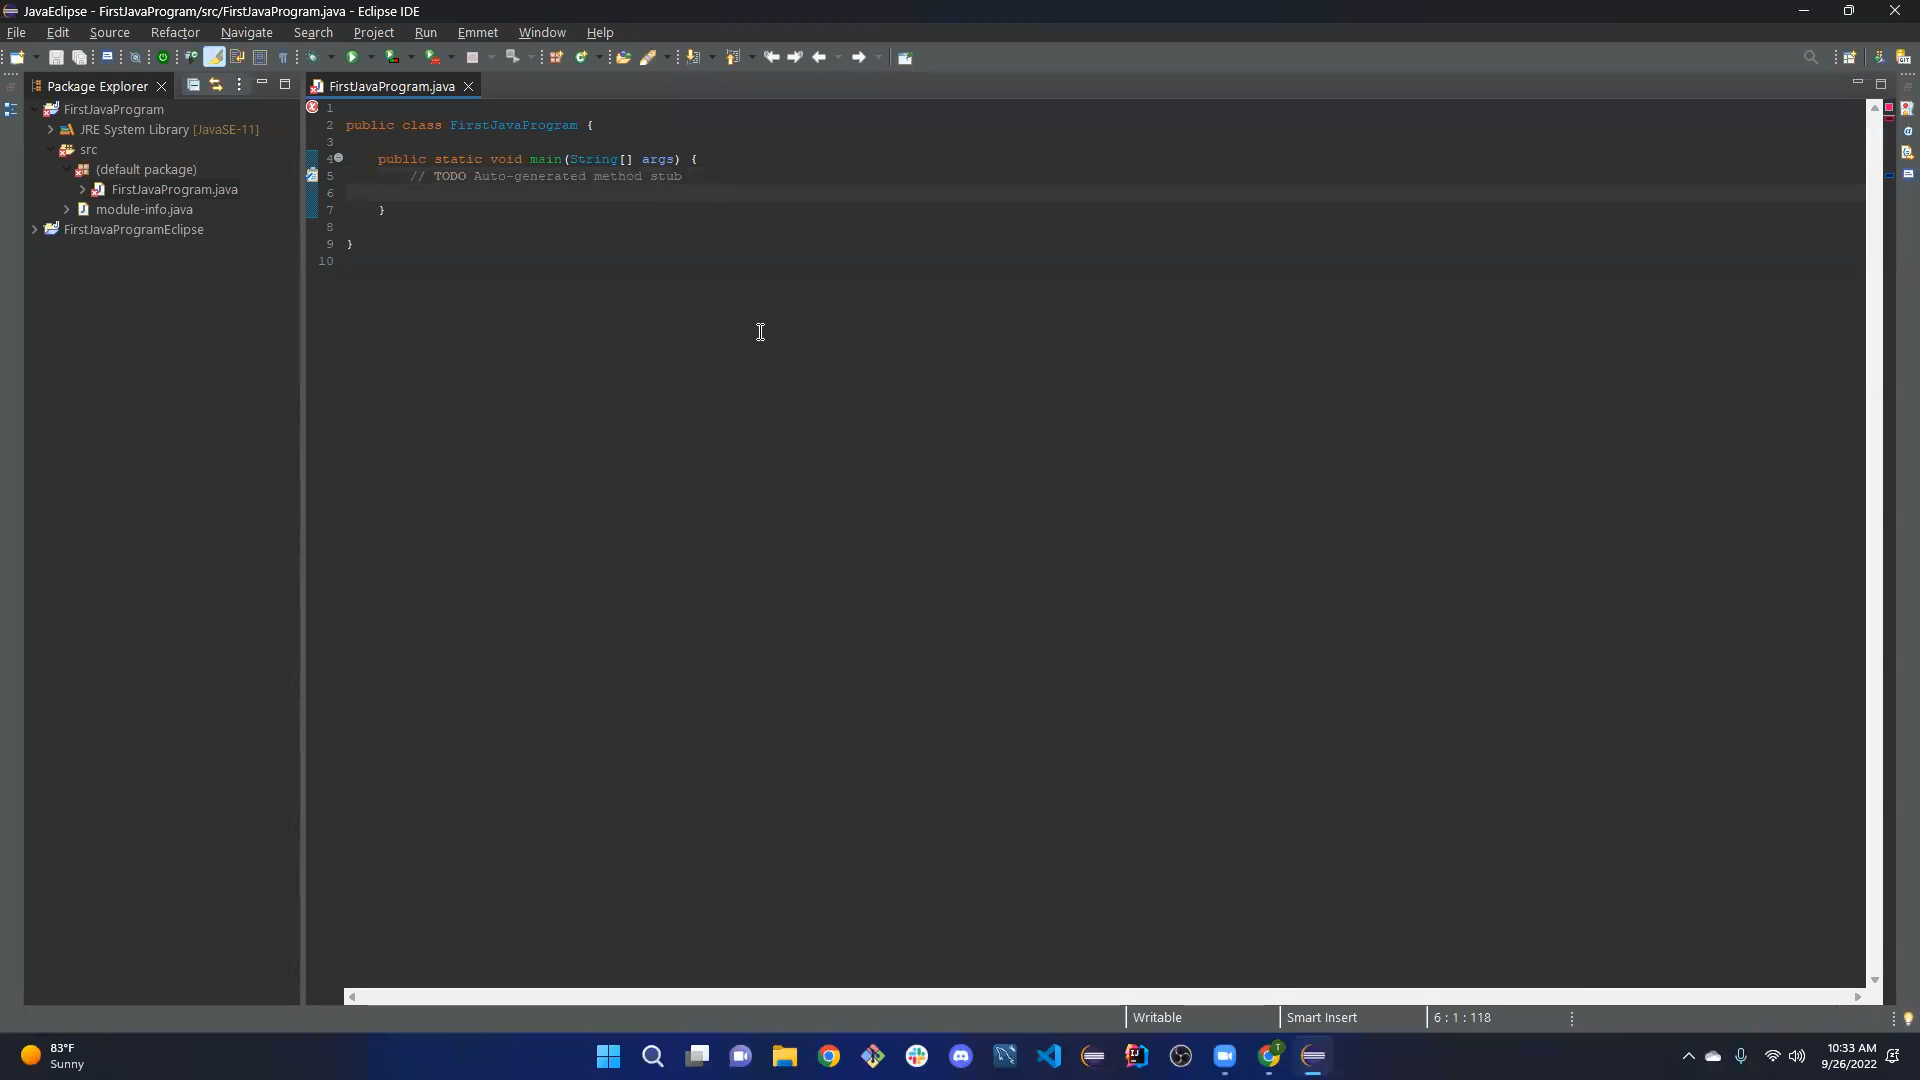 JavaEclipse - FirstJavaProgram/src/FirstJavaProgram.java - Eclipse IDE
File Edit Source Refactor Navigate Search Project Run Emmet Window Help
Package Explorer
FirstJavaProgram.java
FirstJavaProgram
JRE System Library [JavaSE-11]
src
(default package)
FirstJavaProgram.java
module-info.java
FirstJavaProgramEclipse
1
2 public class FirstJavaProgram {
3
4 public static void main(String[] args) {
5 // TODO Auto-generated method stub
6
7 }
8
9 }
10
Writable Smart Insert 6 : 1 : 118
83°F
Sunny
10:33 AM
9/26/2022